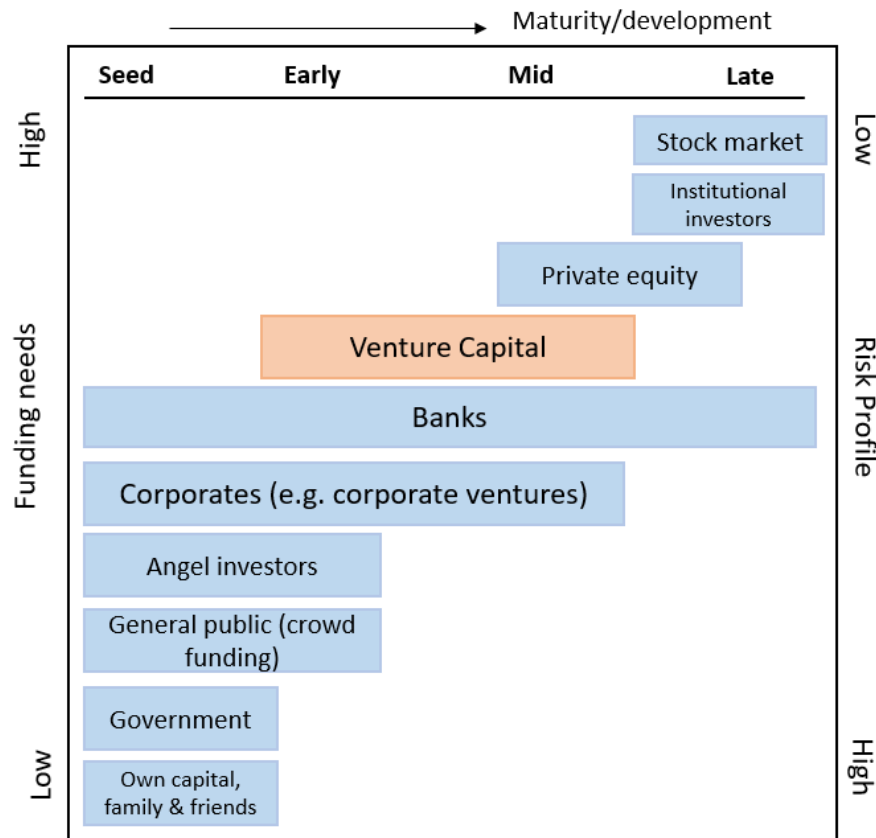 Maturity/development
Seed Early Mid Late
High
Low
Stock market
Institutional
investors
Private equity
Venture Capital
Funding needs
Risk Profile
Banks
Corporates (e.g. corporate ventures)
Angel investors
General public (crowd
funding)
Government
Low
High
Own capital,
family & friends